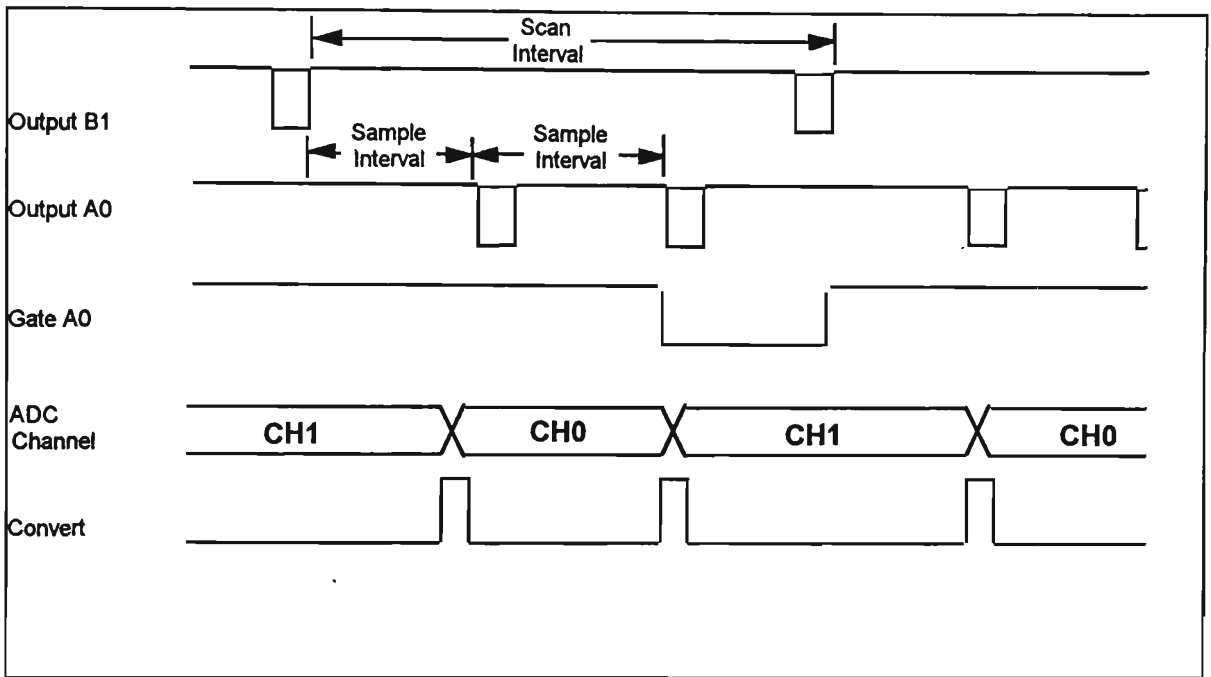 Scan
Interval
Output B1
Sample
Interval
Sample
Interval
Output A0
Gate A0
ADC
Channel
CH1
CH0
CH1
CH0
Convert